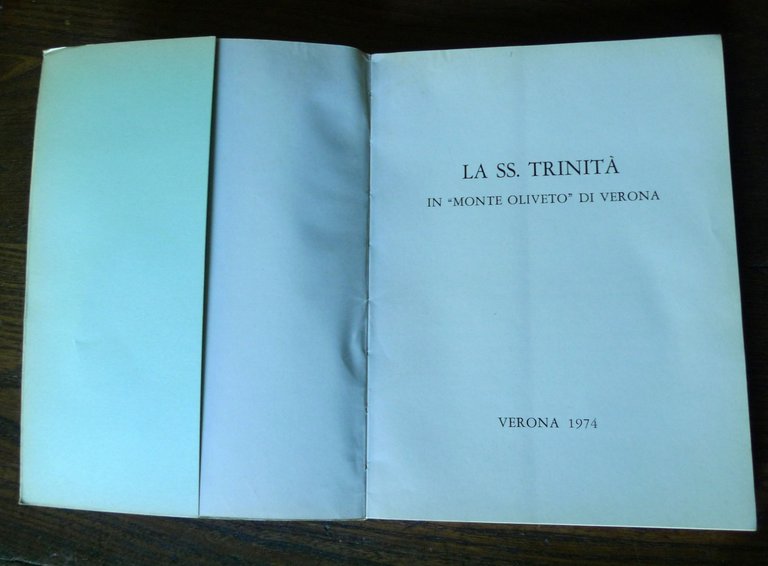 LA SS. TRINITÀ
IN "MONTE OLIVETO" DI VERONA
VERONA 1974